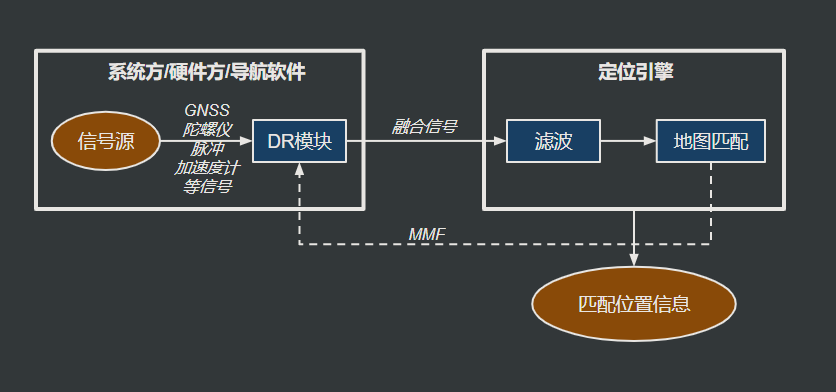 系统方/硬件方/导航软件
信号源
GNSS
陀螺仪
脉冲
加速度计
等信号
DR模块
融合信号
定位引擎
滤波
地图匹配
MMF
匹配位置信息